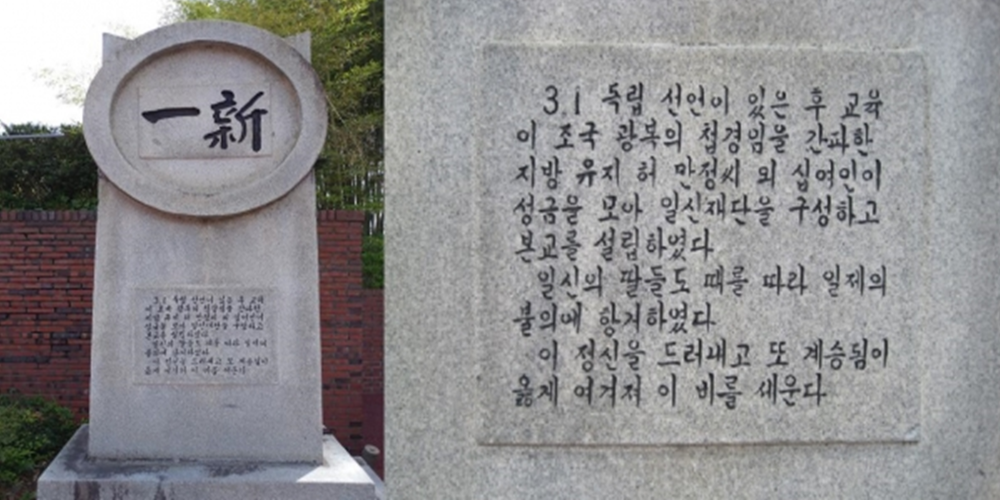 一新
3.1 독립 선언이 있은 후 교육
이 조국 광복의 첩경임을 간파한
지방 유지 허 만정씨 외 십여인이
성금을 모아 일신재단을 구성하고
본교를 설립하였다
일신의 딸들도 때를 따라 일제의
불의에 항거하였다
이 정신을 드러내고 또 계승됨이
옳게 여겨져 이 비를 세운다